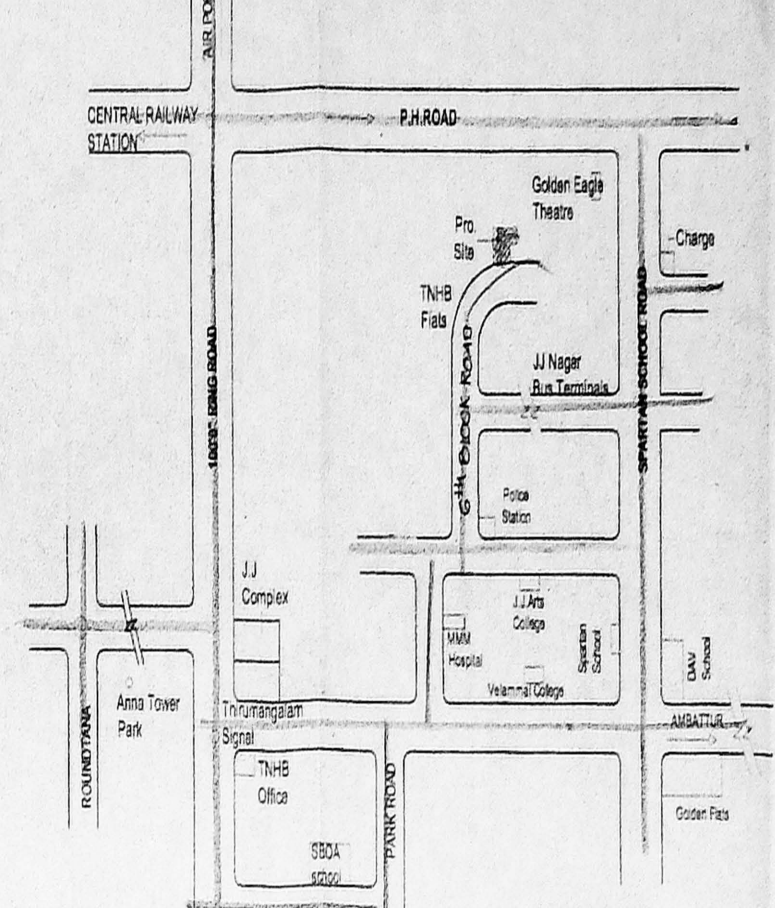 AIR PO
CENTRAL RAILWAY
STATION
P.H.ROAD
Golden Eagle
Theatre
Pro.
Site
Charge
TNHB
Flats
100'0" RING ROAD
6TH BLOCK ROAD
SPARTAN SCHOOL ROAD
JJ Nagar
Bus Terminals
Police
Station
J.J
Complex
J.J.Arts
College
MMM
Hospital
Spartan
School
DAV
School
Velammal College
Anna Tower
Park
Thirumangalam
Signal
AMBATTUR
ROUNDTANA
TNHB
Office
PARK ROAD
Golden Flats
SBOA
school